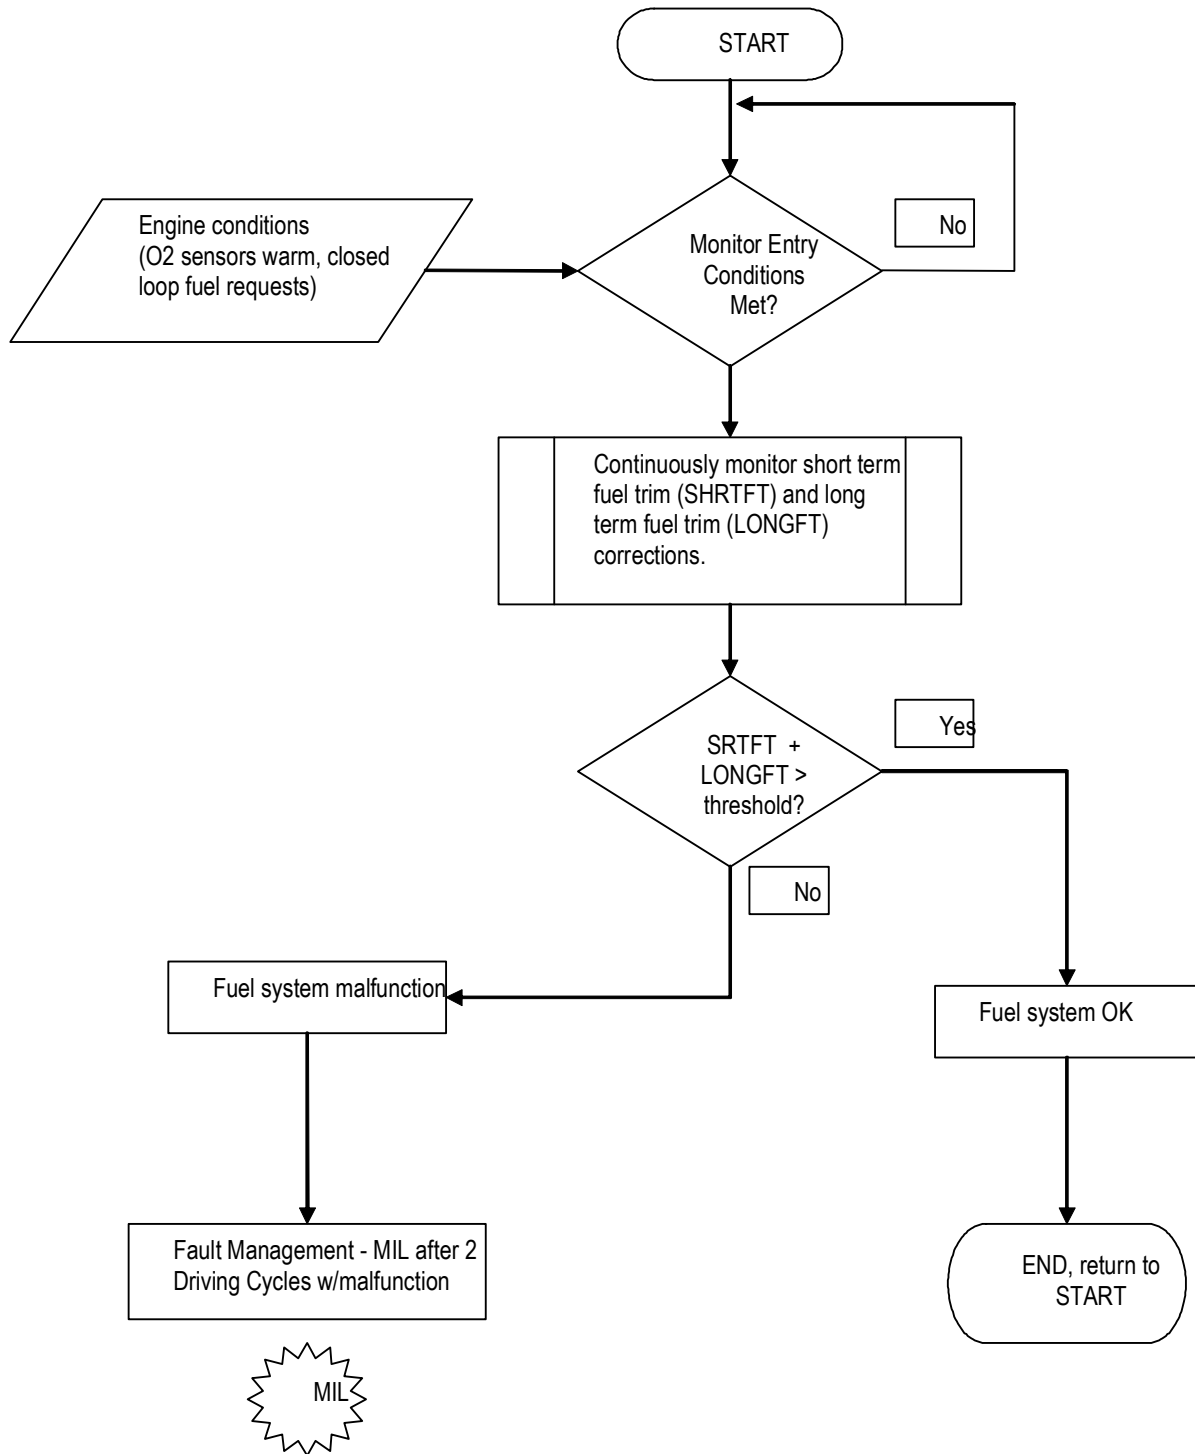 START
No
Engine conditions
(O2 sensors warm, closed
loop fuel requests)
Monitor Entry
Conditions
Met?
Continuously monitor short term
fuel trim (SHRTFT) and long
term fuel trim (LONGFT)
corrections.
Yes
SRTFT +
LONGFT >
threshold?
No
Fuel system malfunction
Fuel system OK
Fault Management - MIL after 2
Driving Cycles w/malfunction
END, return to
START
MIL